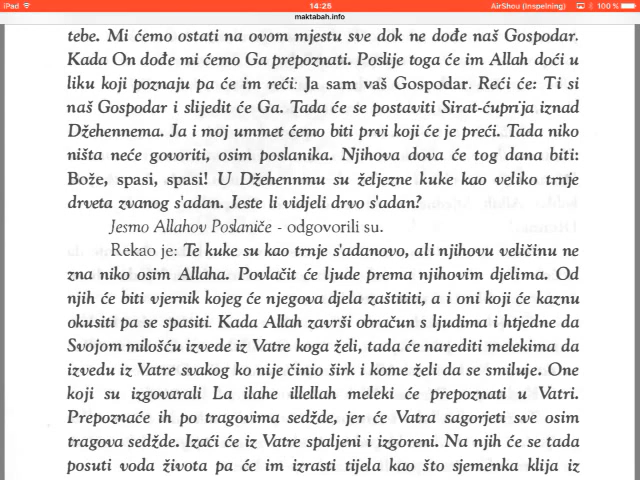 iPad
14:25
AirShou (Inspelning)
100 %
maktabah.info
tebe. Mi ćemo ostati na ovom mjestu sve dok ne dođe naš Gospodar.
Kada On dođe mi ćemo Ga prepoznati. Poslije toga će im Allah doći u
liku koji poznaju pa će im reći: Ja sam vaš Gospodar. Reći će: Ti si
naš Gospodar i slijedit će Ga. Tada će se postaviti Sirat-ćuprija iznad
Džehennema. Ja i moj ummet ćemo biti prvi koji će je preći. Tada niko
ništa neće govoriti, osim poslanika. Njihova dova će tog dana biti:
Bože, spasi, spasi! U Džehennmu su željezne kuke kao veliko trnje
drveta zvanog s'adan. Jeste li vidjeli drvo s'adan?
Jesmo Allahov Poslaniče - odgovorili su.
Rekao je: Te kuke su kao trnje s'adanovo, ali njihovu veličinu ne
zna niko osim Allaha. Povlačit će ljude prema njihovim djelima. Od
njih će biti vjernik kojeg će njegova djela zaštititi, a i oni koji će kaznu
okusiti pa se spasiti. Kada Allah završi obračun s ljudima i htjedne da
Svojom milošću izvede iz Vatre koga želi, tada će narediti melekima da
izvedu iz Vatre svakog ko nije činio širk i kome želi da se smiluje. One
koji su izgovarali La ilahe illellah meleki će prepoznati u Vatri.
Prepoznaće ih po tragovima sedžde, jer će Vatra sagorjeti sve osim
tragova sedžde. Izaći će iz Vatre spaljeni i izgoreni. Na njih će se tada
posuti voda života pa će im izrasti tijela kao što sjemenka klija iz